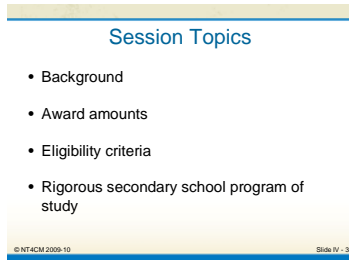 Session Topics
• Background
• Award amounts
• Eligibility criteria
• Rigorous secondary school program of
study
© NT4CM 2009-10
Slide IV - 3